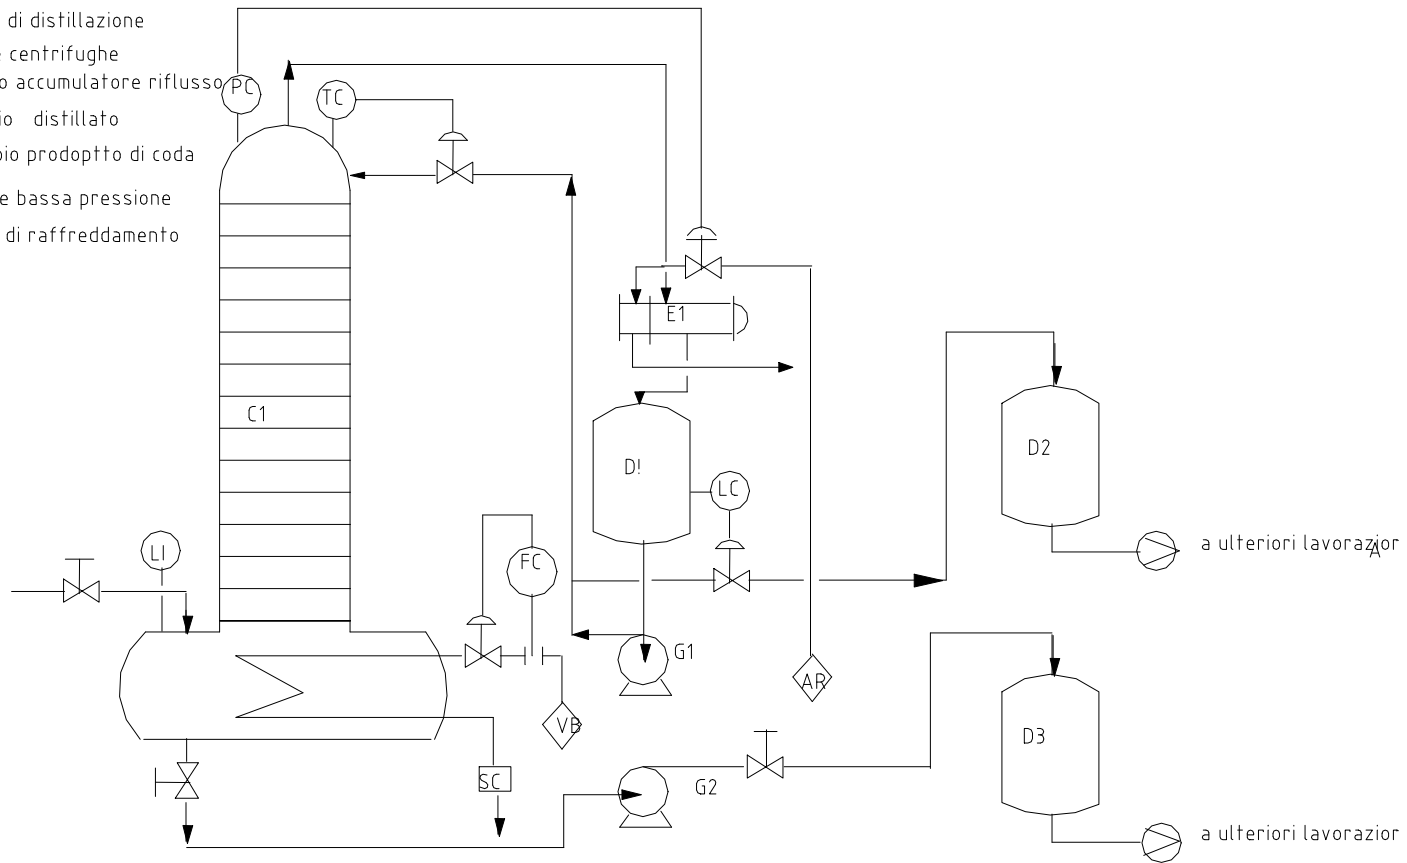 di distillazione
e centrifughe
o accumulatore riflusso
io distillato
pio prodoptto di coda
e bassa pressione
di raffreddamento
PC
TC
E1
C1
D!
D2
LC
LI
FC
a ulteriori lavorazior
A
G1
AR
VB
D3
SC
G2
a ulteriori lavorazior